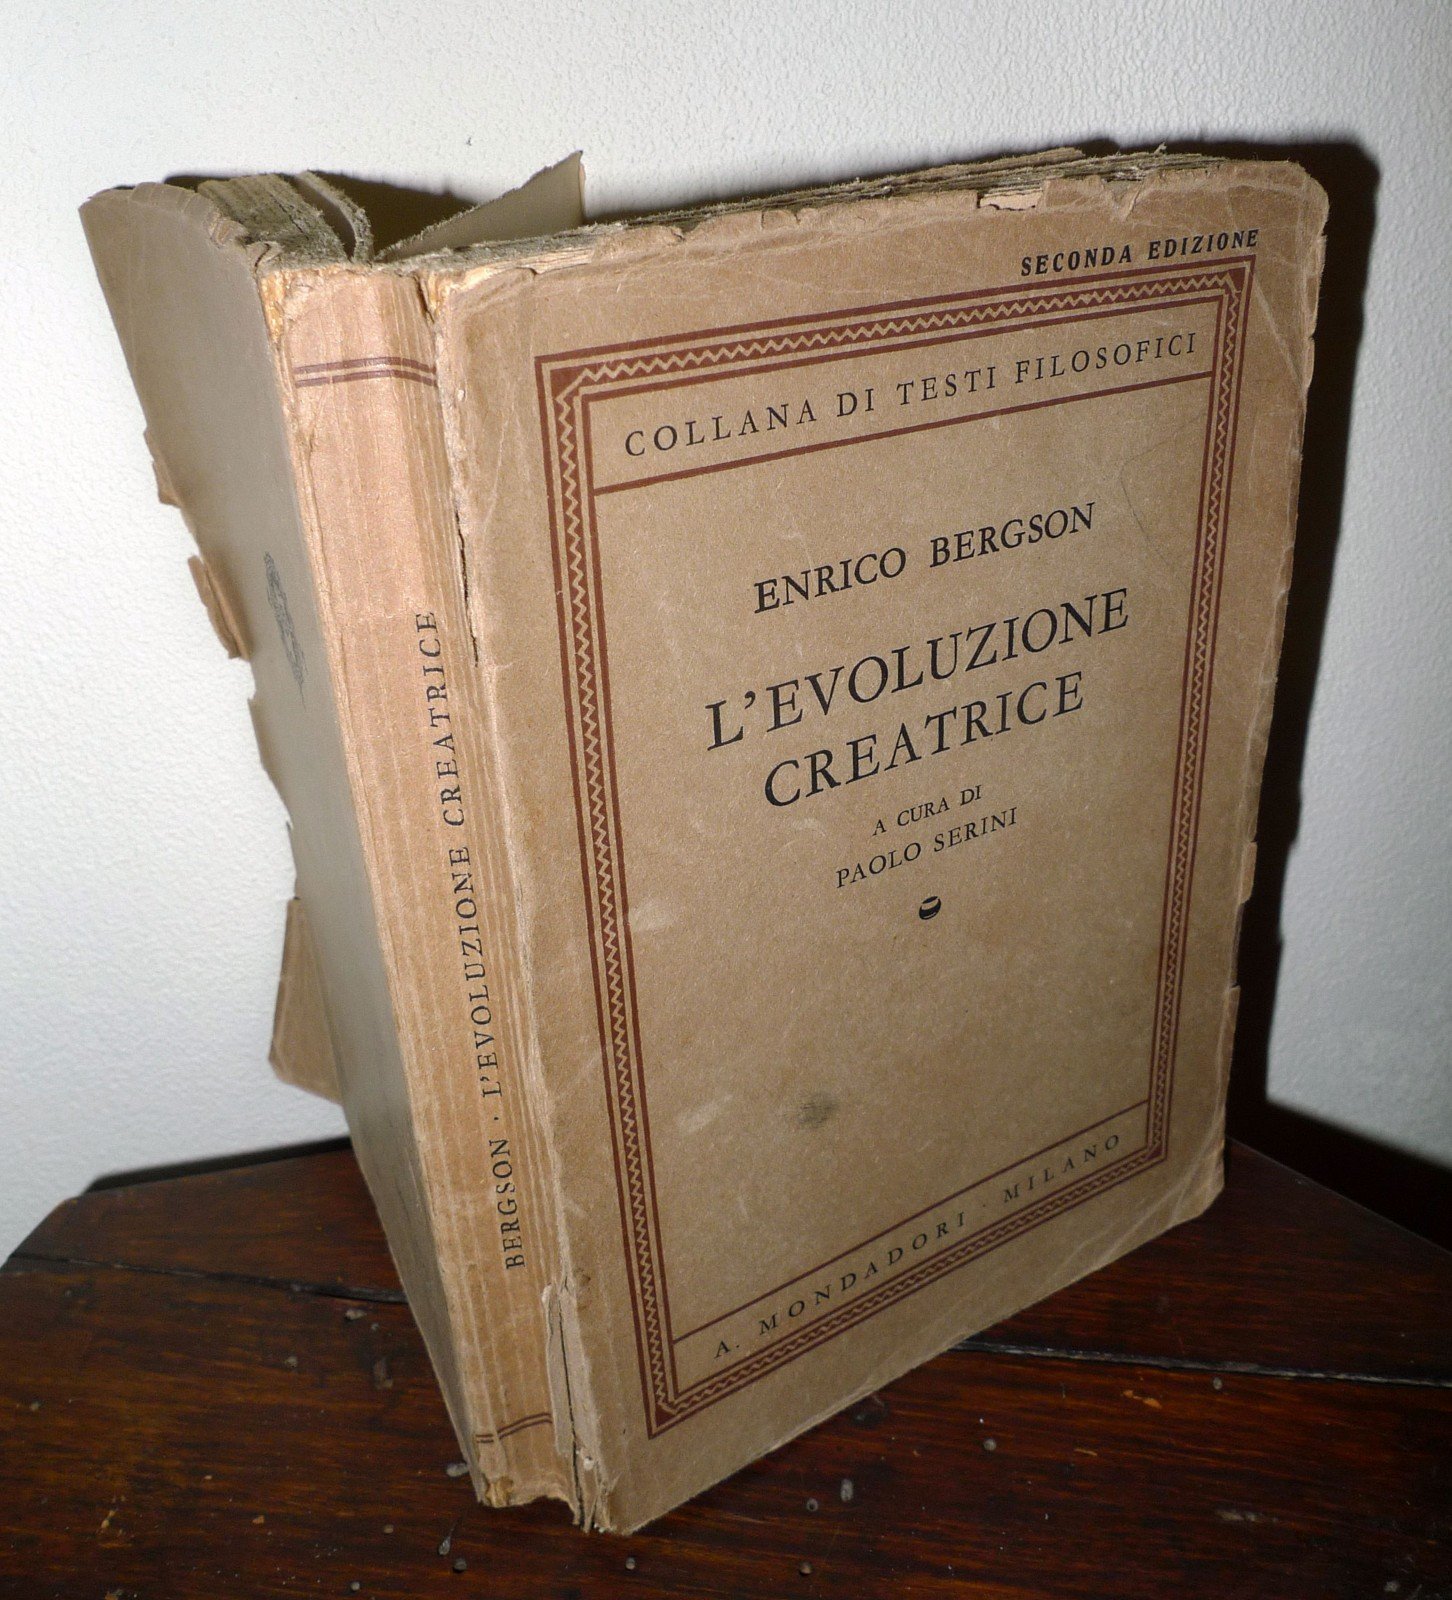 SECONDA EDIZIONE
COLLANA DI TESTI FILOSOFICI
ENRICO BERGSON
L'EVOLUZIONE
CREATRICE
A CURA DI
PAOLO SERINI
A. MONDADORI · MILANO
BERGSON · L'EVOLUZIONE CREATRICE